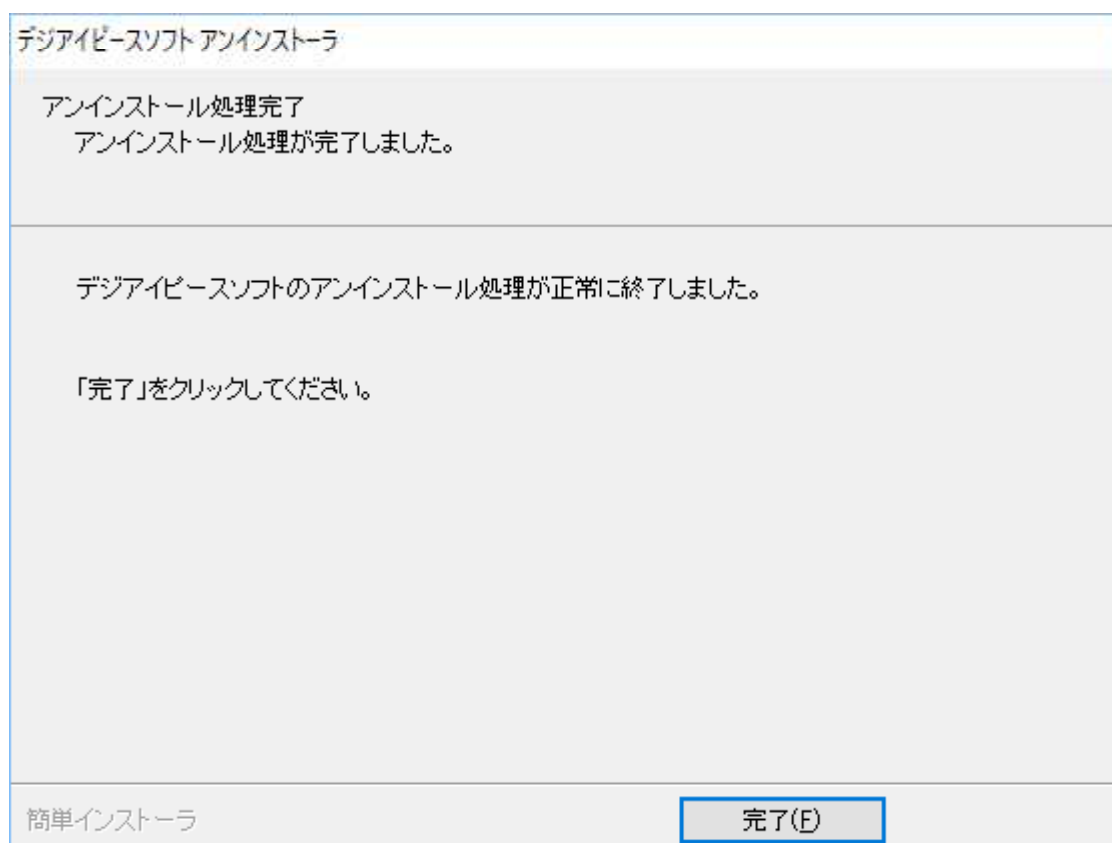 デジアイピースソフト アンインストーラ
アンインストール処理完了
アンインストール処理が完了しました。
デジアイピースソフトのアンインストール処理が正常に終了しました。
「完了」をクリックしてください。
簡単インストーラ
完了(F)